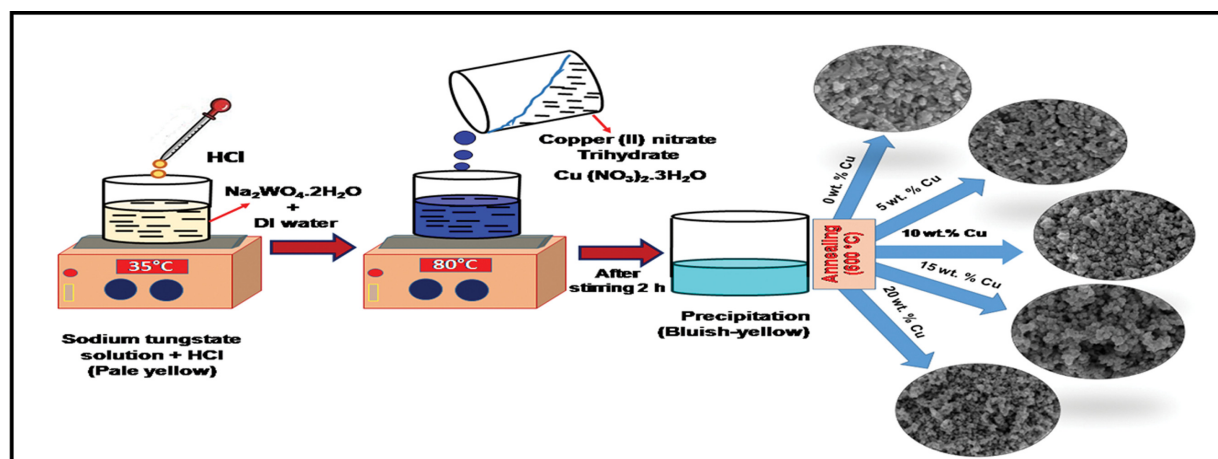 HCl
Na₂WO₄.2H₂O
+
DI water
35°C
Sodium tungstate
solution + HCl
(Pale yellow)
Copper {II} nitrate
Trihydrate
Cu {NO₃}₂.3H₂O
80°C
After
stirring 2 h
Precipitation
{Bluish-yellow}
Annealing
(600 °C)
0 wt. % Cu
5 wt. % Cu
10 wt.% Cu
15 wt. % Cu
20 wt. % Cu